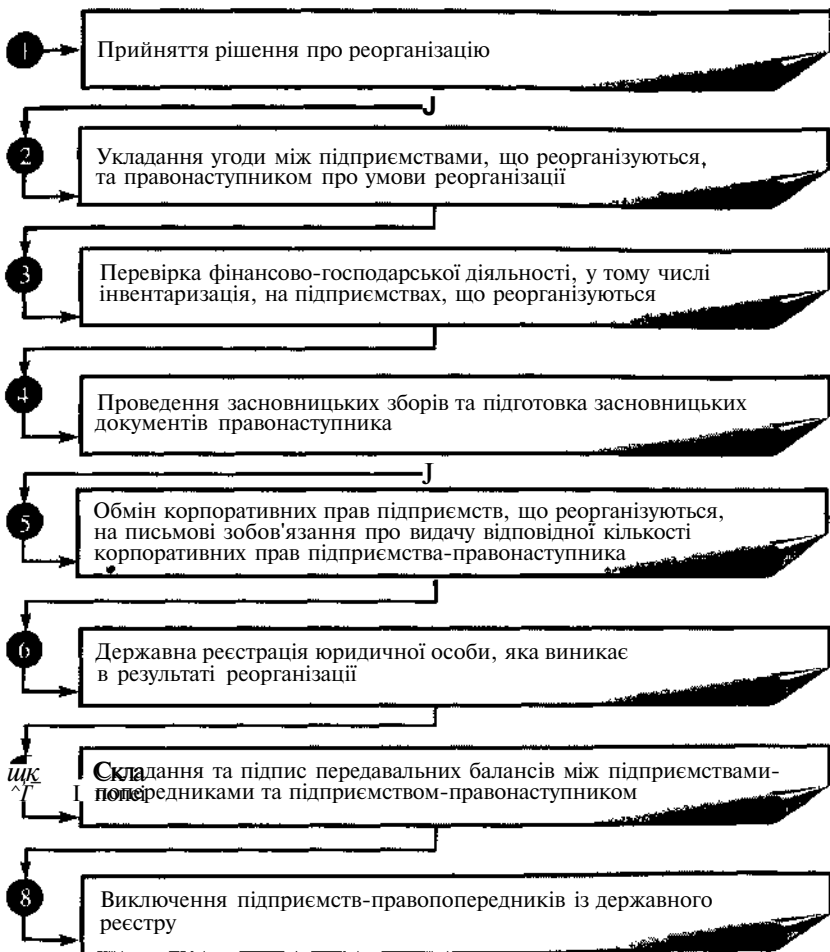 1
Прийняття рішення про реорганізацію
2
Укладання угоди між підприємствами, що реорганізуються,
та правонаступником про умови реорганізації
3
Перевірка фінансово-господарської діяльності, у тому числі
інвентаризація, на підприємствах, що реорганізуються
4
Проведення засновницьких зборів та підготовка засновницьких
документів правонаступника
5
Обмін корпоративних прав підприємств, що реорганізуються,
на письмові зобов'язання про видачу відповідної кількості
корпоративних прав підприємства-правонаступника
6
Державна реєстрація юридичної особи, яка виникає
в результаті реорганізації
Складання та підпис передавальних балансів між підприємствами-
попередниками та підприємством-правонаступником
8
Виключення підприємств-правопопередників із державного
реєстру